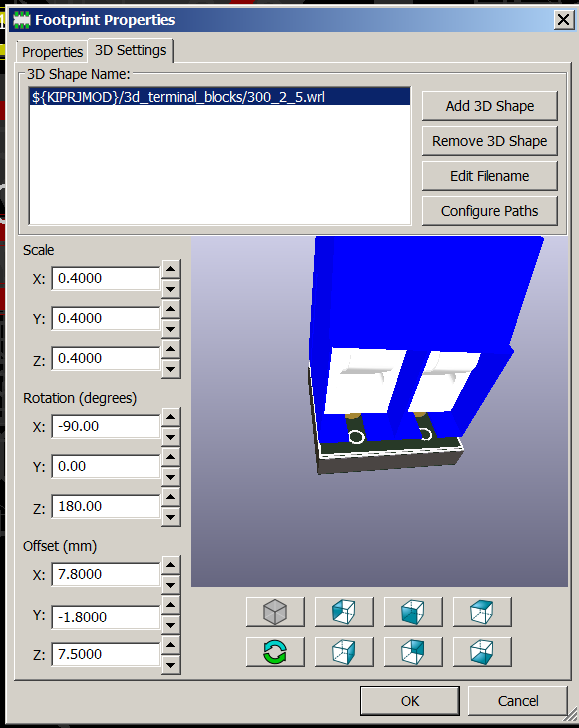 Footprint Properties
Properties
3D Settings
3D Shape Name:
${KIPRJMOD}/3d_terminal_blocks/300_2_5.wrl
Add 3D Shape
Remove 3D Shape
Edit Filename
Configure Paths
Scale
X: 0.4000
Y: 0.4000
Z: 0.4000
Rotation (degrees)
X: -90.00
Y: 0.00
Z: 180.00
Offset (mm)
X: 7.8000
Y: -1.8000
Z: 7.5000
OK
Cancel